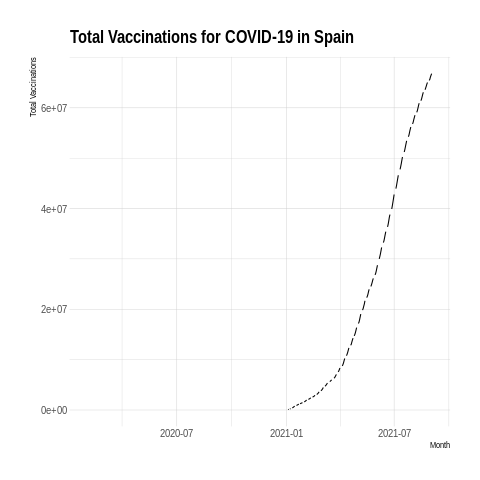 Total Vaccinations for COVID-19 in Spain
Total Vaccinations
6e+07
4e+07
2e+07
0e+00
2020-07 2021-01 2021-07
Month